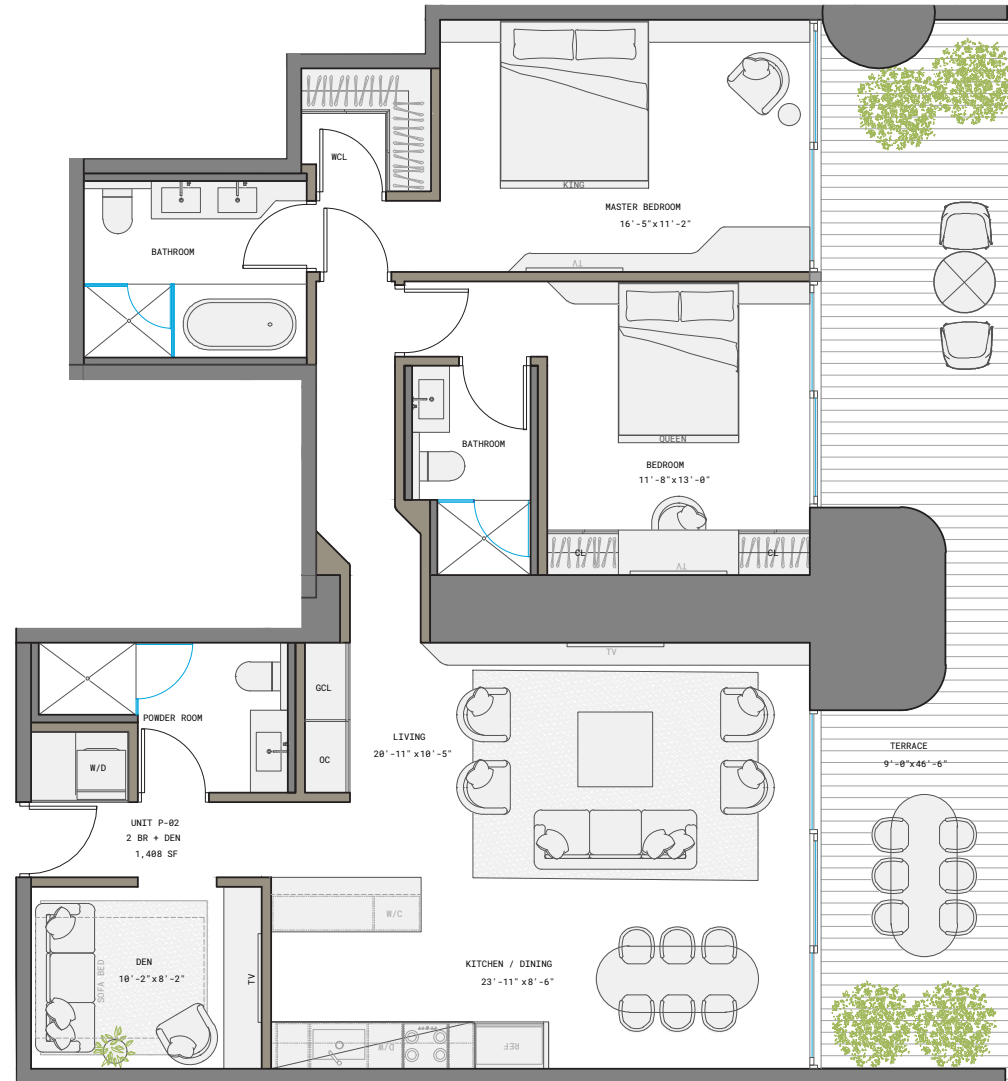 WCL
KING
MASTER BEDROOM
16'-5"x11'-2"
BATHROOM
TV
QUEEN
BATHROOM
BEDROOM
11'-8"x13'-0"
CL
CL
TV
TV
GCL
POWDER ROOM
LIVING
20'-11"x10'-5"
OC
W/D
TERRACE
9'-0"x46'-6"
UNIT P-02
2 BR + DEN
1,408 SF
W/C
DEN
10'-2"x8'-2"
SOFA BED
TV
KITCHEN / DINING
23'-11"x8'-6"
D/W
REF